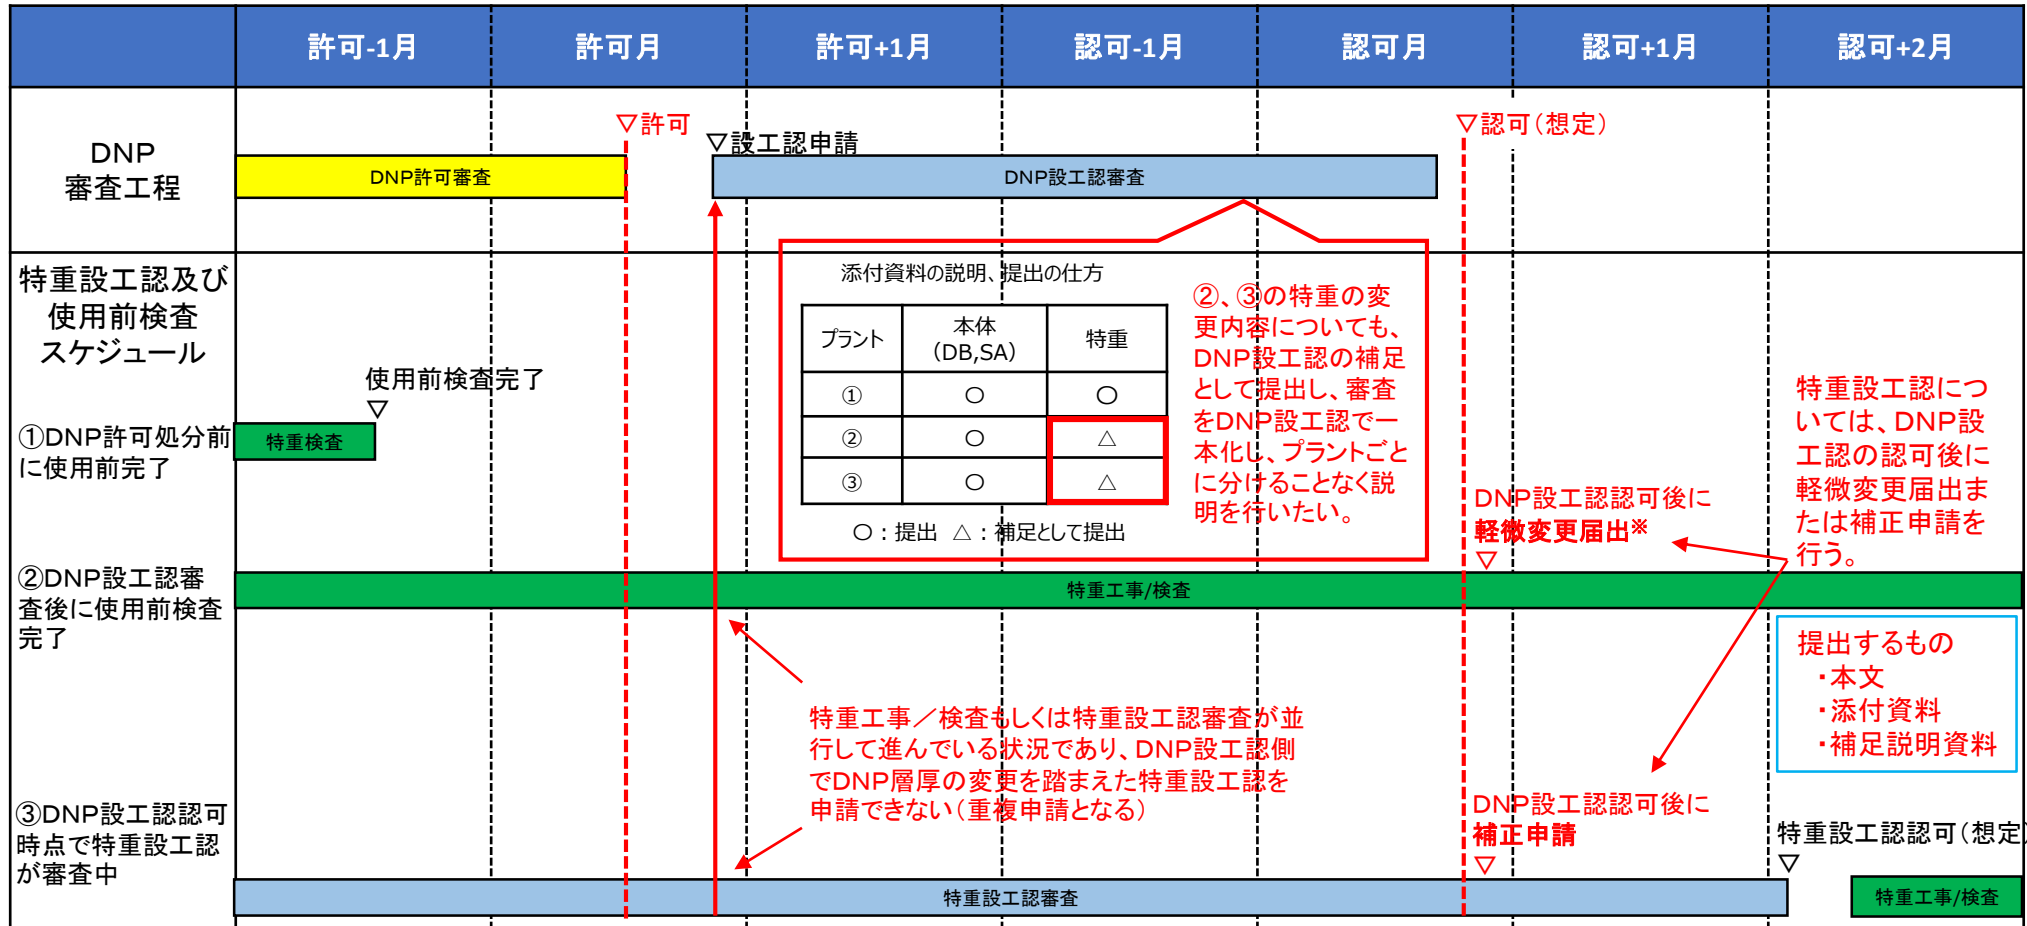 許可-1月
許可月
許可+1月
認可-1月
認可月
認可+1月
認可+2月
DNP
審査工程
▽許可
▽設工認申請
▽認可(想定)
DNP許可審査
DNP設工認審査
特重設工認及び
使用前検査
スケジュール
添付資料の説明、提出の仕方
プラント
本体
(DB,SA)
特重
① 〇 〇
② 〇 △
③ 〇 △
〇：提出 △：補足として提出
②、③の特重の変
更内容についても、
DNP設工認の補足
として提出し、審査
をDNP設工認で一
本化し、プラントごと
に分けることなく説
明を行いたい。
使用前検査完了
▽
①DNP許可処分前
に使用前完了
特重検査
特重設工認につ
いては、DNP設
工認の認可後に
軽微変更届出ま
たは補正申請を
行う。
DNP設工認認可後に
軽微変更届出※
▽
②DNP設工認審
査後に使用前検査
完了
特重工事/検査
提出するもの
・本文
・添付資料
・補足説明資料
特重工事／検査もしくは特重設工認審査が並
行して進んでいる状況であり、DNP設工認側
でDNP層厚の変更を踏まえた特重設工認を
申請できない(重複申請となる)
③DNP設工認認可
時点で特重設工認
が審査中
DNP設工認認可後に
補正申請
▽
特重設工認認可(想定)
▽
特重設工認審査
特重工事/検査